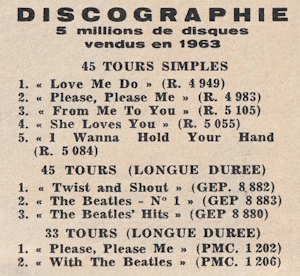 DISCOGRAPHIE
5 millions de disques
vendus en 1963
45 TOURS SIMPLES
1. « Love Me Do » (R. 4 949)
2. « Please, Please Me » (R. 4 983)
3. « From Me To You » (R. 5 105)
4. « She Loves You » (R. 5 055)
5. « I Wanna Hold Your Hand
(R. 5 084)
45 TOURS (LONGUE DUREE)
1. « Twist and Shout » (GEP. 8 882)
2. « The Beatles - Nº 1 » (GEP 8 883)
3. « The Beatles' Hits » (GEP 8 880)
33 TOURS (LONGUE DUREE)
1. « Please, Please Me » (PMC. 1 202)
2. « With The Beatles » (PMC. 1 206)